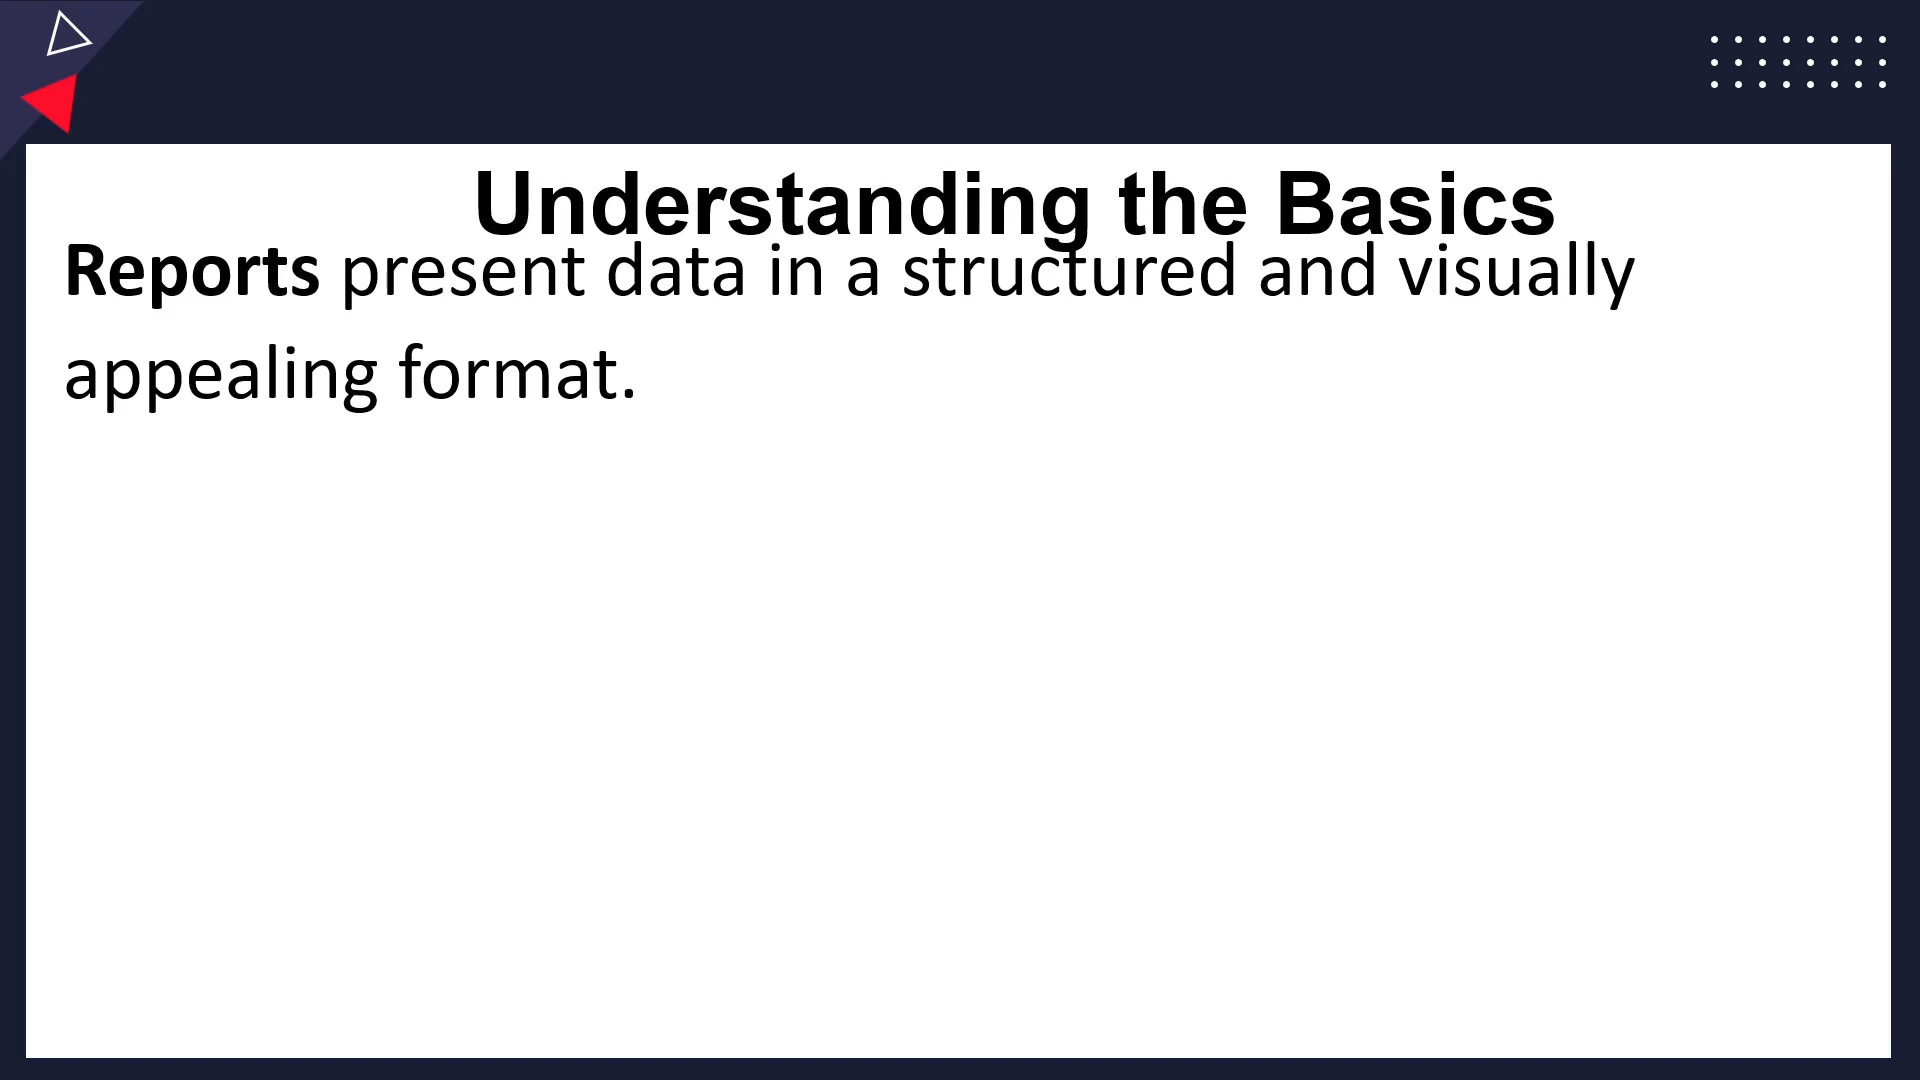 Understanding the Basics
Reports present data in a structured and visually
appealing format.